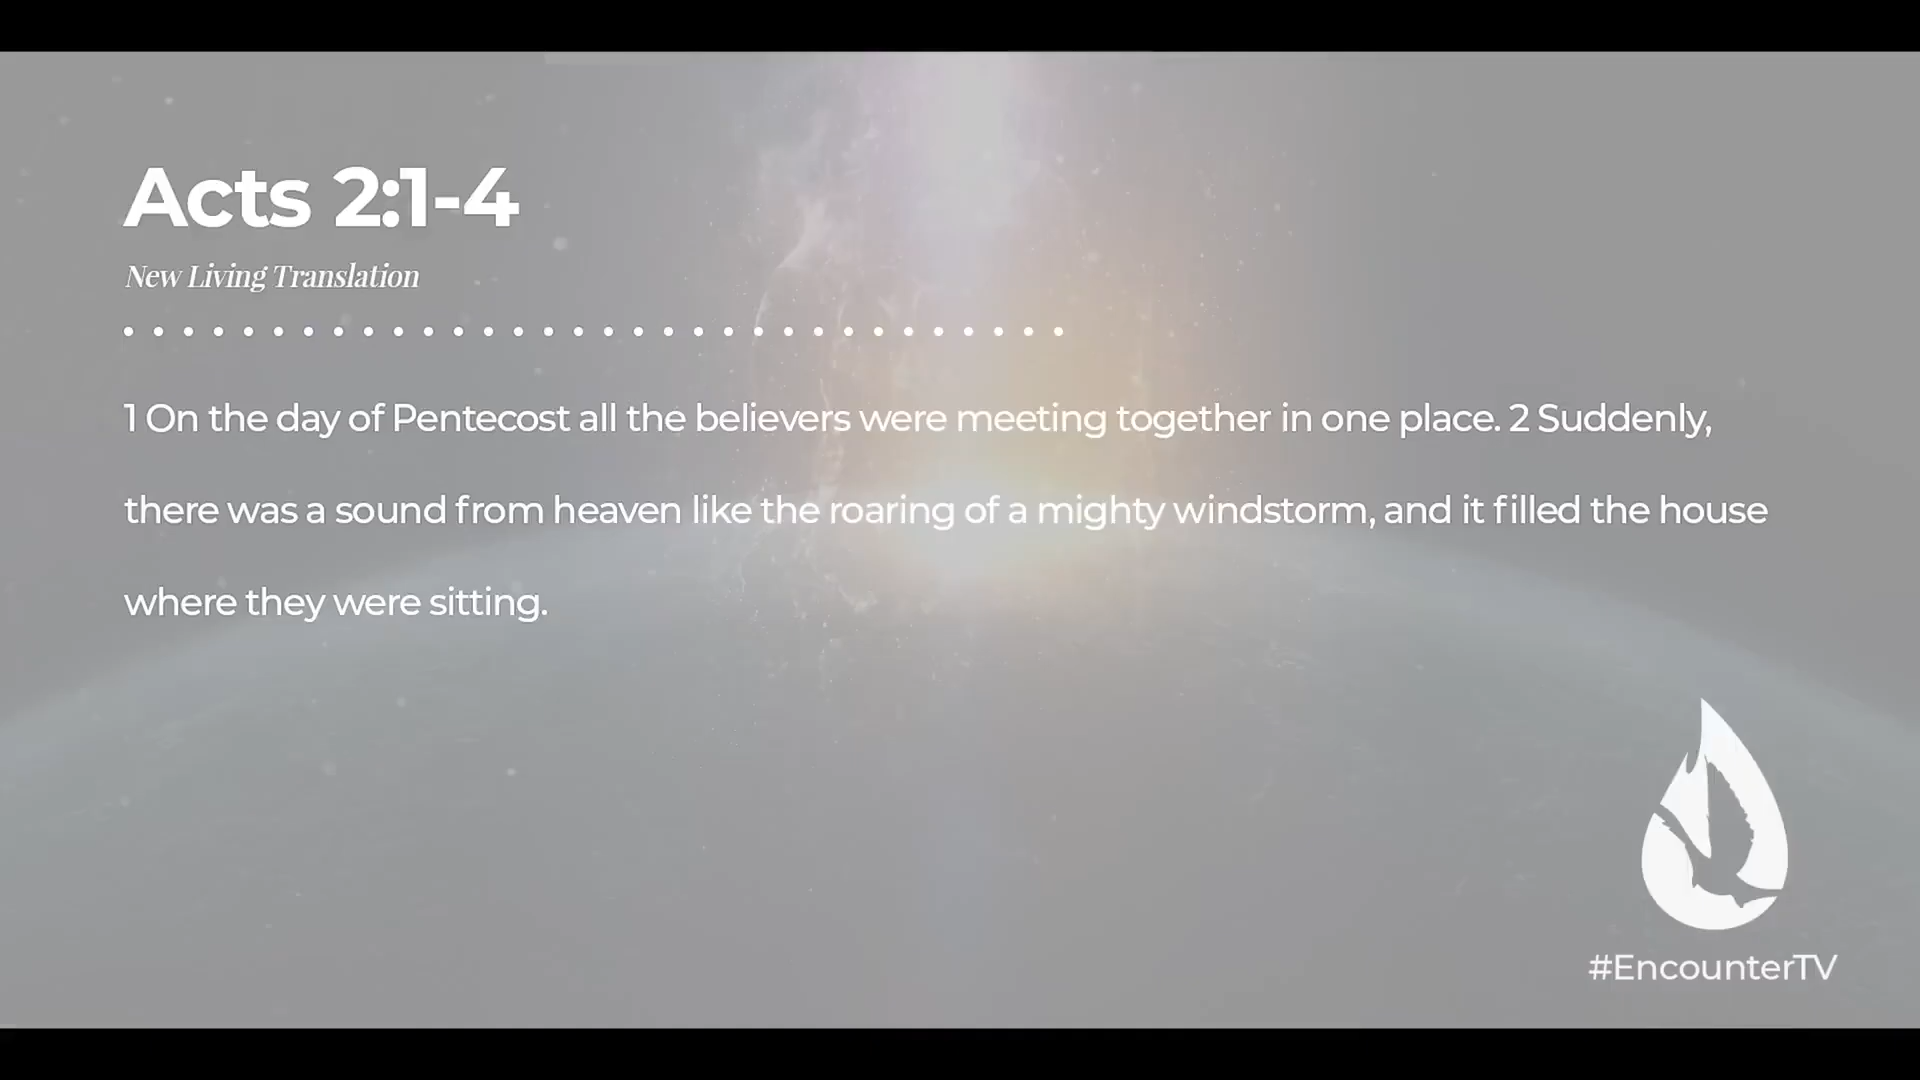 Acts 2:1-4
New Living Translation
1 On the day of Pentecost all the believers were meeting together in one place. 2 Suddenly,
there was a sound from heaven like the roaring of a mighty windstorm, and it filled the house
where they were sitting.
#EncounterTV